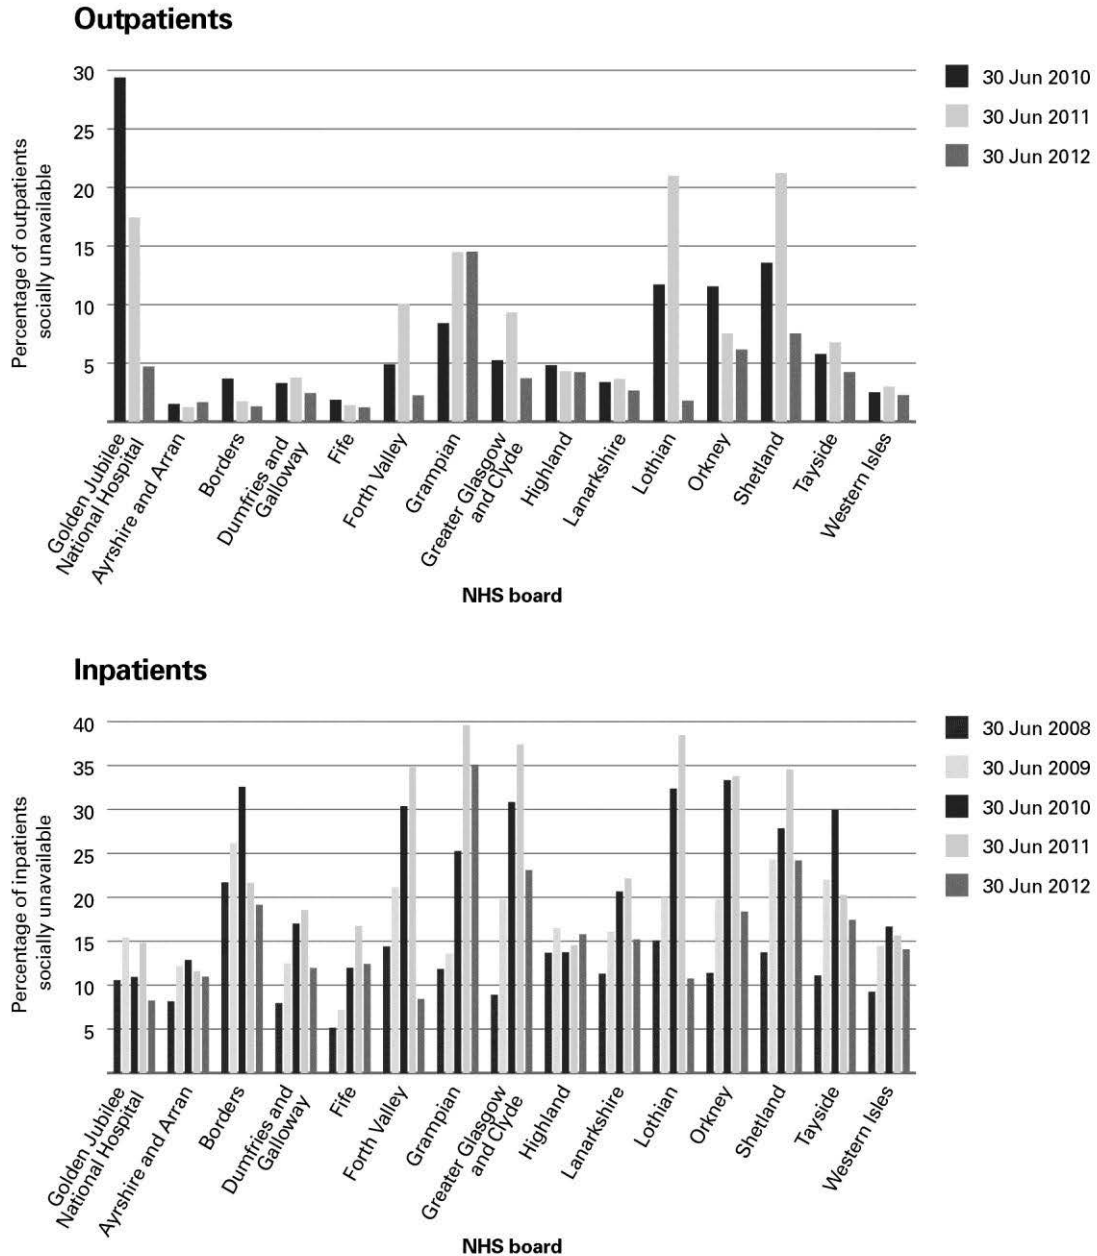 Outpatients
Percentage of outpatients
socially unavailable
30
25
20
15
10
5
30 Jun 2010
30 Jun 2011
30 Jun 2012
Golden Jubilee
National Hospital
Ayrshire and Arran
Borders
Dumfries and
Galloway
Fife
Forth Valley
Grampian
Greater Glasgow
and Clyde
Highland
Lanarkshire
Lothian
Orkney
Shetland
Tayside
Western Isles
NHS board
Inpatients
Percentage of inpatients
socially unavailable
40
35
30
25
20
15
10
5
30 Jun 2008
30 Jun 2009
30 Jun 2010
30 Jun 2011
30 Jun 2012
Golden Jubilee
National Hospital
Ayrshire and Arran
Borders
Dumfries and
Galloway
Fife
Forth Valley
Grampian
Greater Glasgow
and Clyde
Highland
Lanarkshire
Lothian
Orkney
Shetland
Tayside
Western Isles
NHS board